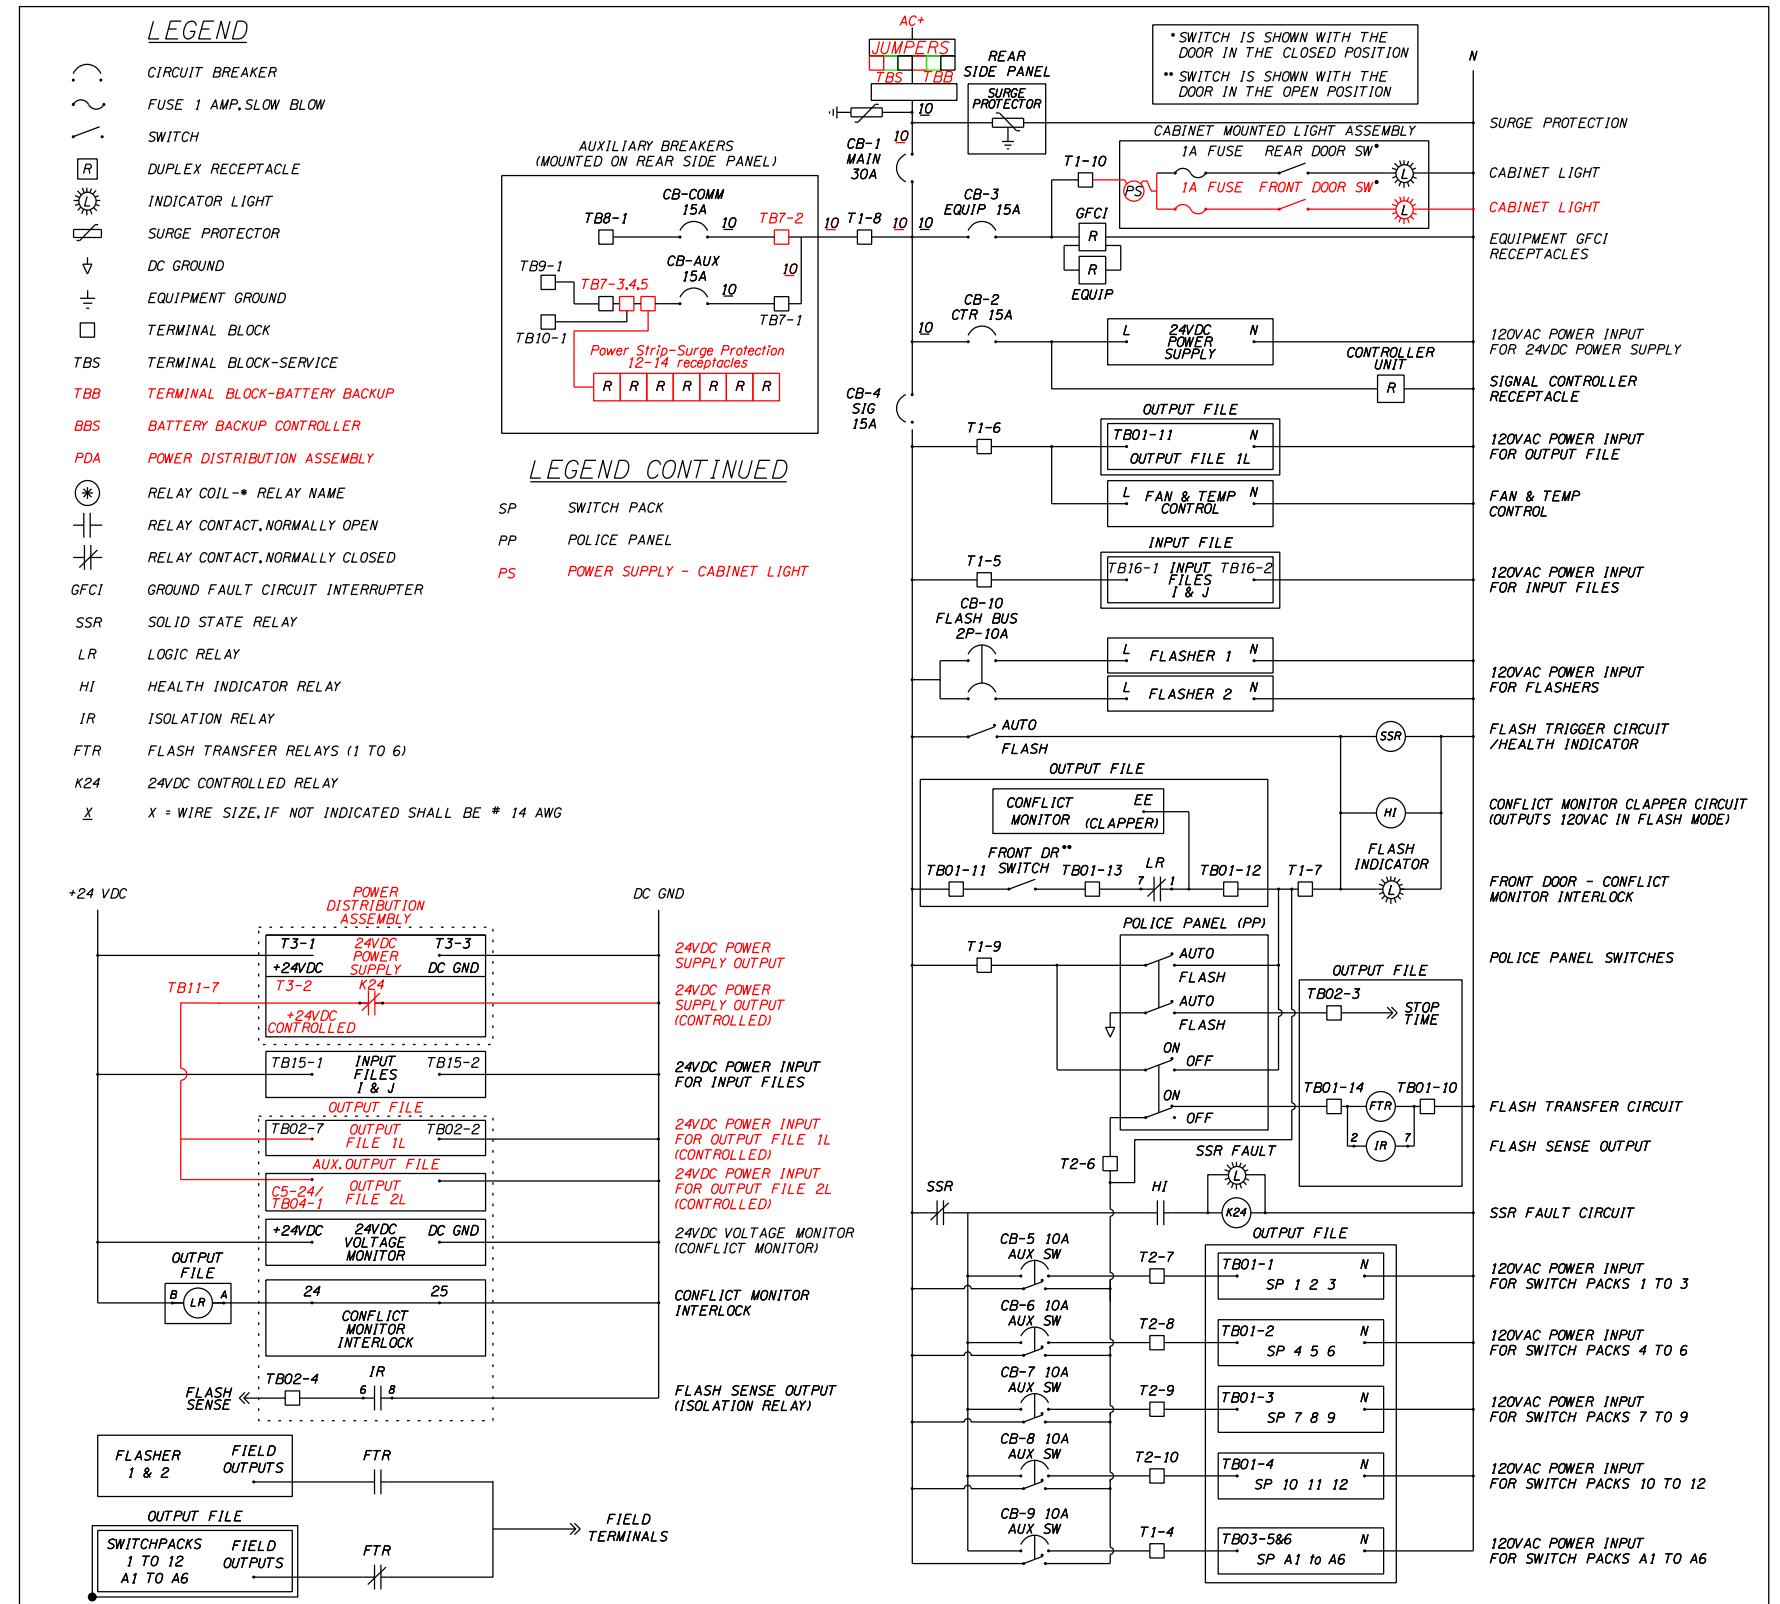 LEGEND
CIRCUIT BREAKER
FUSE 1 AMP. SLOW BLOW
SWITCH
R DUPLEX RECEPTACLE
L INDICATOR LIGHT
SURGE PROTECTOR
DC GROUND
EQUIPMENT GROUND
TERMINAL BLOCK
TBS TERMINAL BLOCK-SERVICE
TBB TERMINAL BLOCK-BATTERY BACKUP
BBS BATTERY BACKUP CONTROLLER
PDA POWER DISTRIBUTION ASSEMBLY
* RELAY COIL-* RELAY NAME
RELAY CONTACT, NORMALLY OPEN
RELAY CONTACT, NORMALLY CLOSED
GFCI GROUND FAULT CIRCUIT INTERRUPTER
SSR SOLID STATE RELAY
LR LOGIC RELAY
HI HEALTH INDICATOR RELAY
IR ISOLATION RELAY
FTR FLASH TRANSFER RELAYS (1 TO 6)
K24 24VDC CONTROLLED RELAY
X X = WIRE SIZE, IF NOT INDICATED SHALL BE # 14 AWG
AUXILIARY BREAKERS
(MOUNTED ON REAR SIDE PANEL)
CB-COMM
15A
TB8-1
10
TB7-2
CB-AUX
15A
TB9-1
TB7-3,4,5
10
10
TB7-1
TB10-1
Power Strip-Surge Protection
12-14 receptacles
R R R R R R R
LEGEND CONTINUED
SP SWITCH PACK
PP POLICE PANEL
PS POWER SUPPLY - CABINET LIGHT
AC+
JUMPERS
TBS TBB
10
REAR
SIDE PANEL
SURGE
PROTECTOR
* SWITCH IS SHOWN WITH THE
DOOR IN THE CLOSED POSITION
** SWITCH IS SHOWN WITH THE
DOOR IN THE OPEN POSITION
N
SURGE PROTECTION
10
CB-1
MAIN
30A
CABINET MOUNTED LIGHT ASSEMBLY
T1-10
PS
1A FUSE REAR DOOR SW*
L
CABINET LIGHT
1A FUSE FRONT DOOR SW*
L
CABINET LIGHT
10
T1-8
10
10
CB-3
EQUIP 15A
GFCI
R
R
EQUIP
EQUIPMENT GFCI
RECEPTACLES
CB-2
CTR 15A
10
L 24VDC N
POWER
SUPPLY
120VAC POWER INPUT
FOR 24VDC POWER SUPPLY
CONTROLLER
UNIT
R
SIGNAL CONTROLLER
RECEPTACLE
CB-4
SIG
15A
T1-6
OUTPUT FILE
TB01-11 N
OUTPUT FILE 1L
120VAC POWER INPUT
FOR OUTPUT FILE
L FAN & TEMP N
CONTROL
FAN & TEMP
CONTROL
INPUT FILE
T1-5
TB16-1 INPUT TB16-2
FILES
I & J
120VAC POWER INPUT
FOR INPUT FILES
CB-10
FLASH BUS
2P-10A
L FLASHER 1 N
L FLASHER 2 N
120VAC POWER INPUT
FOR FLASHERS
AUTO
FLASH
SSR
FLASH TRIGGER CIRCUIT
/HEALTH INDICATOR
OUTPUT FILE
CONFLICT EE
MONITOR (CLAPPER)
HI
CONFLICT MONITOR CLAPPER CIRCUIT
(OUTPUTS 120VAC IN FLASH MODE)
FLASH
INDICATOR
FRONT DR**
SWITCH
TB01-11
TB01-13
LR
7 1
TB01-12
T1-7
L
FRONT DOOR - CONFLICT
MONITOR INTERLOCK
POLICE PANEL (PP)
T1-9
AUTO
FLASH
AUTO
FLASH
ON
OFF
ON
OFF
POLICE PANEL SWITCHES
OUTPUT FILE
TB02-3
STOP
TIME
TB01-14
TB01-10
FTR
2 IR 7
FLASH TRANSFER CIRCUIT
FLASH SENSE OUTPUT
T2-6
SSR FAULT
L
SSR
HI
K24
SSR FAULT CIRCUIT
OUTPUT FILE
CB-5 10A
AUX SW
T2-7
TB01-1 N
SP 1 2 3
120VAC POWER INPUT
FOR SWITCH PACKS 1 TO 3
CB-6 10A
AUX SW
T2-8
TB01-2 N
SP 4 5 6
120VAC POWER INPUT
FOR SWITCH PACKS 4 TO 6
CB-7 10A
AUX SW
T2-9
TB01-3 N
SP 7 8 9
120VAC POWER INPUT
FOR SWITCH PACKS 7 TO 9
CB-8 10A
AUX SW
T2-10
TB01-4 N
SP 10 11 12
120VAC POWER INPUT
FOR SWITCH PACKS 10 TO 12
CB-9 10A
AUX SW
T1-4
TB03-5&6 N
SP A1 to A6
120VAC POWER INPUT
FOR SWITCH PACKS A1 TO A6
+24 VDC
DC GND
POWER
DISTRIBUTION
ASSEMBLY
T3-1 24VDC T3-3
POWER
+24VDC SUPPLY DC GND
24VDC POWER
SUPPLY OUTPUT
TB11-7
T3-2 K24
+24VDC
CONTROLLED
24VDC POWER
SUPPLY OUTPUT
(CONTROLLED)
TB15-1 INPUT TB15-2
FILES
I & J
24VDC POWER INPUT
FOR INPUT FILES
OUTPUT FILE
TB02-7 OUTPUT TB02-2
FILE 1L
24VDC POWER INPUT
FOR OUTPUT FILE 1L
(CONTROLLED)
AUX. OUTPUT FILE
C5-24/ OUTPUT
TB04-1 FILE 2L
24VDC POWER INPUT
FOR OUTPUT FILE 2L
(CONTROLLED)
+24VDC 24VDC DC GND
VOLTAGE
MONITOR
24VDC VOLTAGE MONITOR
(CONFLICT MONITOR)
OUTPUT
FILE
B LR A
24 25
CONFLICT
MONITOR
INTERLOCK
CONFLICT MONITOR
INTERLOCK
FLASH
SENSE
TB02-4
IR
6 8
FLASH SENSE OUTPUT
(ISOLATION RELAY)
FLASHER FIELD
1 & 2 OUTPUTS
FTR
OUTPUT FILE
SWITCHPACKS FIELD
1 TO 12 OUTPUTS
A1 TO A6
FTR
FIELD
TERMINALS